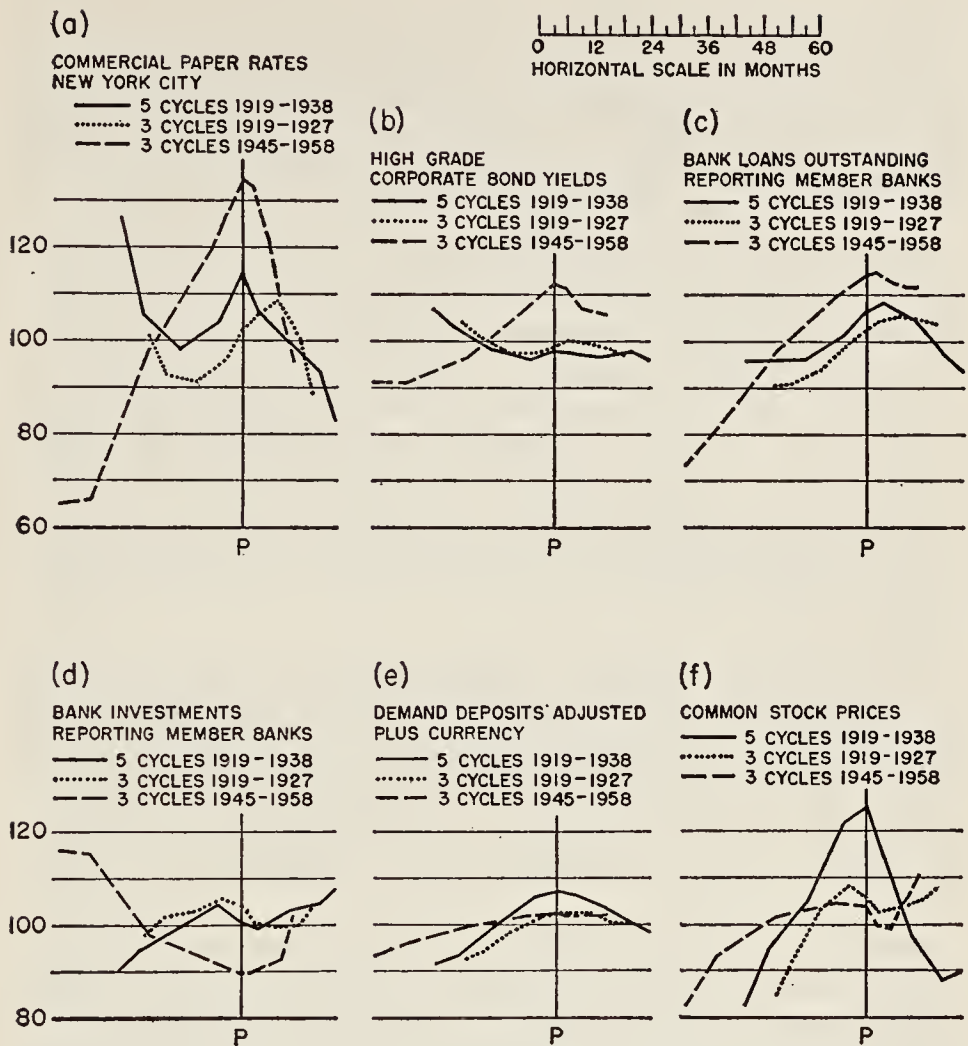 (a)
COMMERCIAL PAPER RATES
NEW YORK CITY
5 CYCLES 1919-1938
3 CYCLES 1919-1927
3 CYCLES 1945-1958
0 12 24 36 48 60
HORIZONTAL SCALE IN MONTHS
(b)
HIGH GRADE
CORPORATE BOND YIELDS
5 CYCLES 1919-1938
3 CYCLES 1919-1927
3 CYCLES 1945-1958
(c)
BANK LOANS OUTSTANDING
REPORTING MEMBER BANKS
5 CYCLES 1919-1938
3 CYCLES 1919-1927
3 CYCLES 1945-1958
120
100
80
60
P
P
P
(d)
BANK INVESTMENTS
REPORTING MEMBER BANKS
5 CYCLES 1919-1938
3 CYCLES 1919-1927
3 CYCLES 1945-1958
(e)
DEMAND DEPOSITS ADJUSTED
PLUS CURRENCY
5 CYCLES 1919-1938
3 CYCLES 1919-1927
3 CYCLES 1945-1958
(f)
COMMON STOCK PRICES
5 CYCLES 1919-1938
3 CYCLES 1919-1927
3 CYCLES 1945-1958
120
100
80
P
P
P